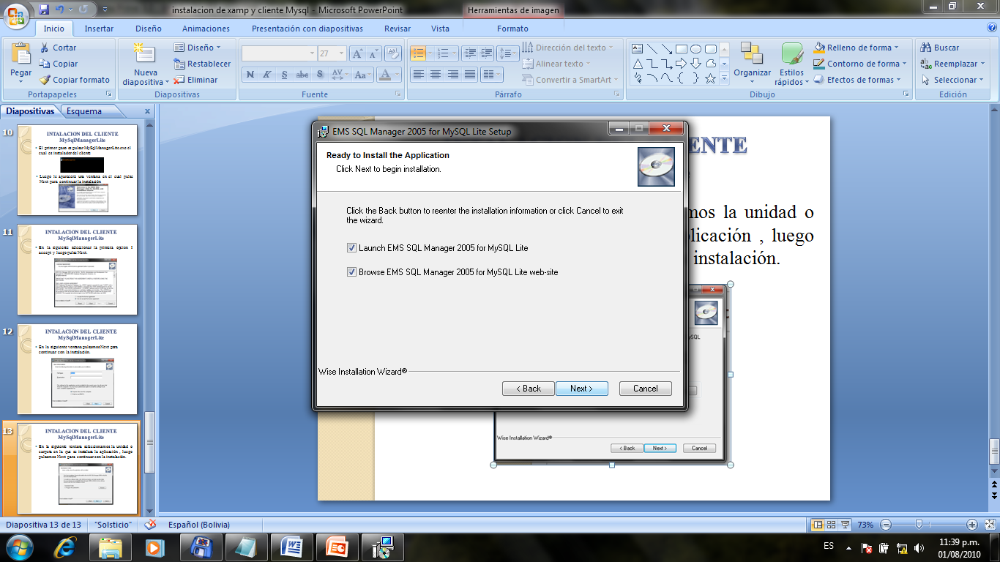 instalacion de xamp y cliente Mysql - Microsoft PowerPoint
Herramientas de imagen
Inicio
Insertar
Diseño
Animaciones
Presentación con diapositivas
Revisar
Vista
Formato
Pegar
Cortar
Copiar
Copiar formato
Portapapeles
Nueva
diapositiva
Diseño
Restablecer
Eliminar
Diapositivas
27
N K S abc S AV Aa A
Fuente
Dirección del texto
Alinear texto
Convertir a SmartArt
Párrafo
Organizar
Estilos
rápidos
Relleno de forma
Contorno de forma
Efectos de formas
Dibujo
Buscar
Reemplazar
Seleccionar
Edición
Diapositivas
Esquema
x
10
INTALACION DEL CLIENTE
MySqlManagerLite
El primer paso es pulsar MySqlManagerLite.exe el
cual es instalador del cliente
Luego le aparecerá una ventana en el cual pulse
Next para continuar la instalación
11
INTALACION DEL CLIENTE
MySqlManagerLite
En la siguiente seleccionar la primera opcion I
accept y luego pulse Next.
12
INTALACION DEL CLIENTE
MySqlManagerLite
En la siguiente ventana pulsamos Next para
continuar con la instalación.
13
INTALACION DEL CLIENTE
MySqlManagerLite
En la siguiente ventana seleccionamos la unidad o
carpeta en la que se instalara la aplicación , luego
pulsamos Next para continuar con la instalación.
ENTE
mos la unidad o
licación , luego
instalación.
EMS SQL Manager 2005 for MySQL Lite Setup
Ready to Install the Application
Click Next to begin installation.
Click the Back button to reenter the installation information or click Cancel to exit
the wizard.
Launch EMS SQL Manager 2005 for MySQL Lite
Browse EMS SQL Manager 2005 for MySQL Lite web-site
Wise Installation Wizard®
< Back
Next >
Cancel
ySQL
Wise Installation Wizard®
< Back
Next >
Cancel
Diapositiva 13 de 13
"Solsticio"
Español (Bolivia)
73%
ES
11:39 p.m.
01/08/2010